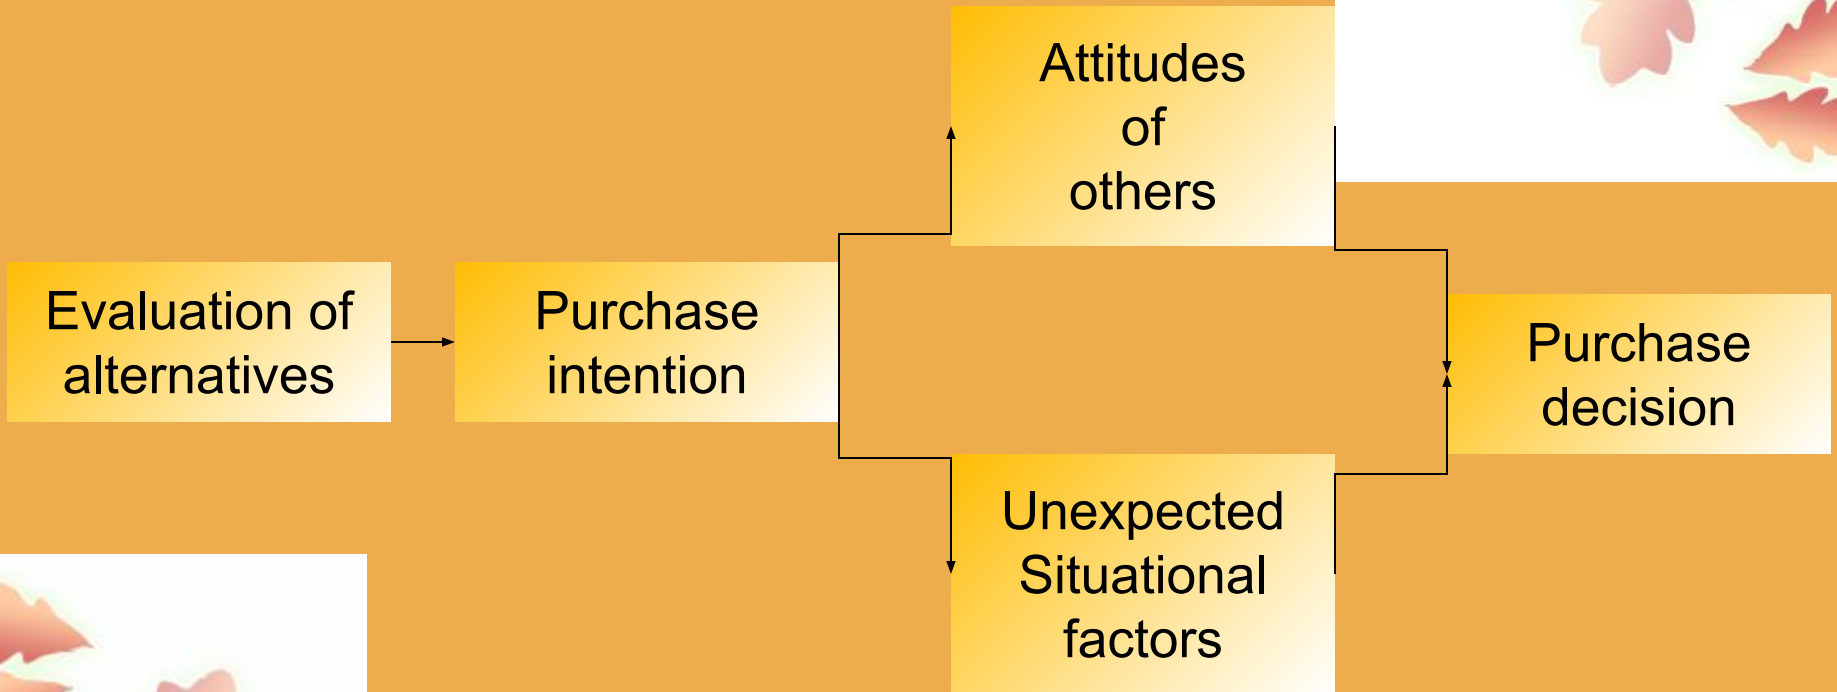 Evaluation of
alternatives
Purchase
intention
Attitudes
of
others
Unexpected
Situational
factors
Purchase
decision